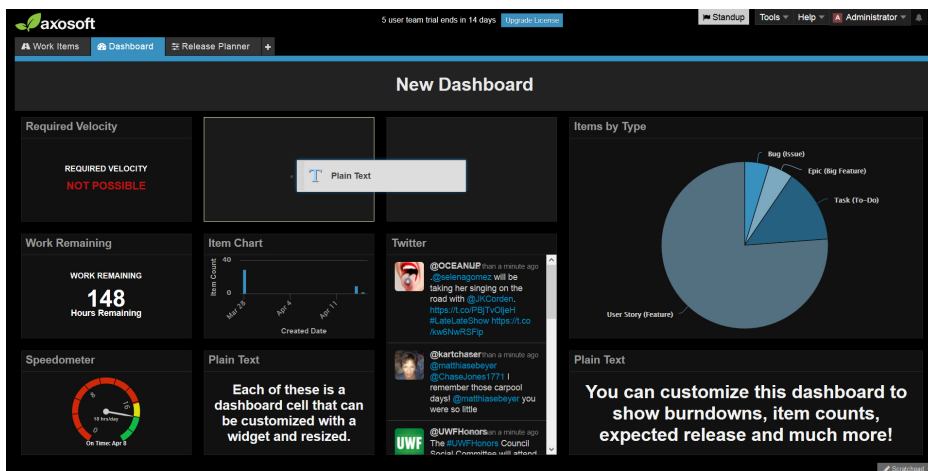 axosoft
5 user team trial ends in 14 days
Upgrade License
Standup
Tools
Help
A
Administrator
Work Items
Dashboard
Release Planner
+
New Dashboard
Required Velocity
REQUIRED VELOCITY
NOT POSSIBLE
T
Plain Text
Items by Type
Bug (Issue)
Epic (Big Feature)
Task (To-Do)
User Story (Feature)
Work Remaining
WORK REMAINING
148
Hours Remaining
Item Chart
Item Count
40
0
Mar 28
Apr 4
Apr 11
Created Date
Twitter
than a minute ago
.@selenagomez will be
taking her singing on the
road with @JKCorden.
https://t.co/PBjTvOljeH
#LateLateShow https://t.co
/kw6NwRSFip
@kartchaser than a minute ago
@matthiasebeyer
@ChaseJones1771 I
remember those carpool
days! @matthiasebeyer you
were so little
UWF
@UWFHonors an a minute ago
The #UWFHonors Council
Social Committee will attend
Speedometer
0
8
16
18 hrs/day
On Time: Apr 8
Plain Text
Each of these is a
dashboard cell that can
be customized with a
widget and resized.
Plain Text
You can customize this dashboard to
show burndowns, item counts,
expected release and much more!
Scratchpad